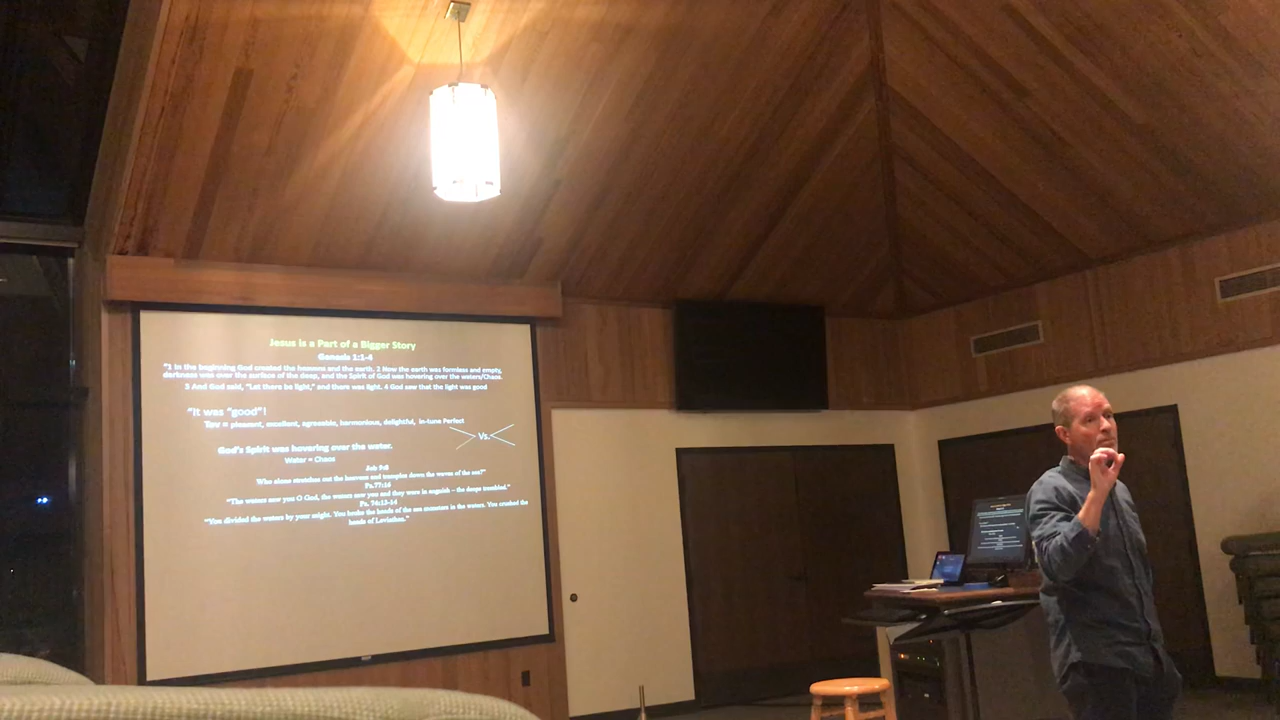 Jesus is a Part of a Bigger Story
Genesis 1:1-4
"1 In the beginning God created the heavens and the earth. 2 Now the earth was formless and empty,
darkness was over the surface of the deep, and the Spirit of God was hovering over the waters/Chaos.
3 And God said, "Let there be light," and there was light. 4 God saw that the light was good
"It was "good"!
Tov = pleasant, excellent, agreeable, harmonious, delightful, in-tune Perfect
Vs.
God's Spirit was hovering over the water.
Water = Chaos
Job 9:8
Who alone stretches out the heavens and tramples down the waves of the sea?"
Ps.77:16
"The waters saw you O God, the waters saw you and they were in anguish – the deeps trembled."
Ps. 74:13-14
"You divided the waters by your might. You broke the heads of the sea monsters in the waters. You crushed the
heads of Leviathan."